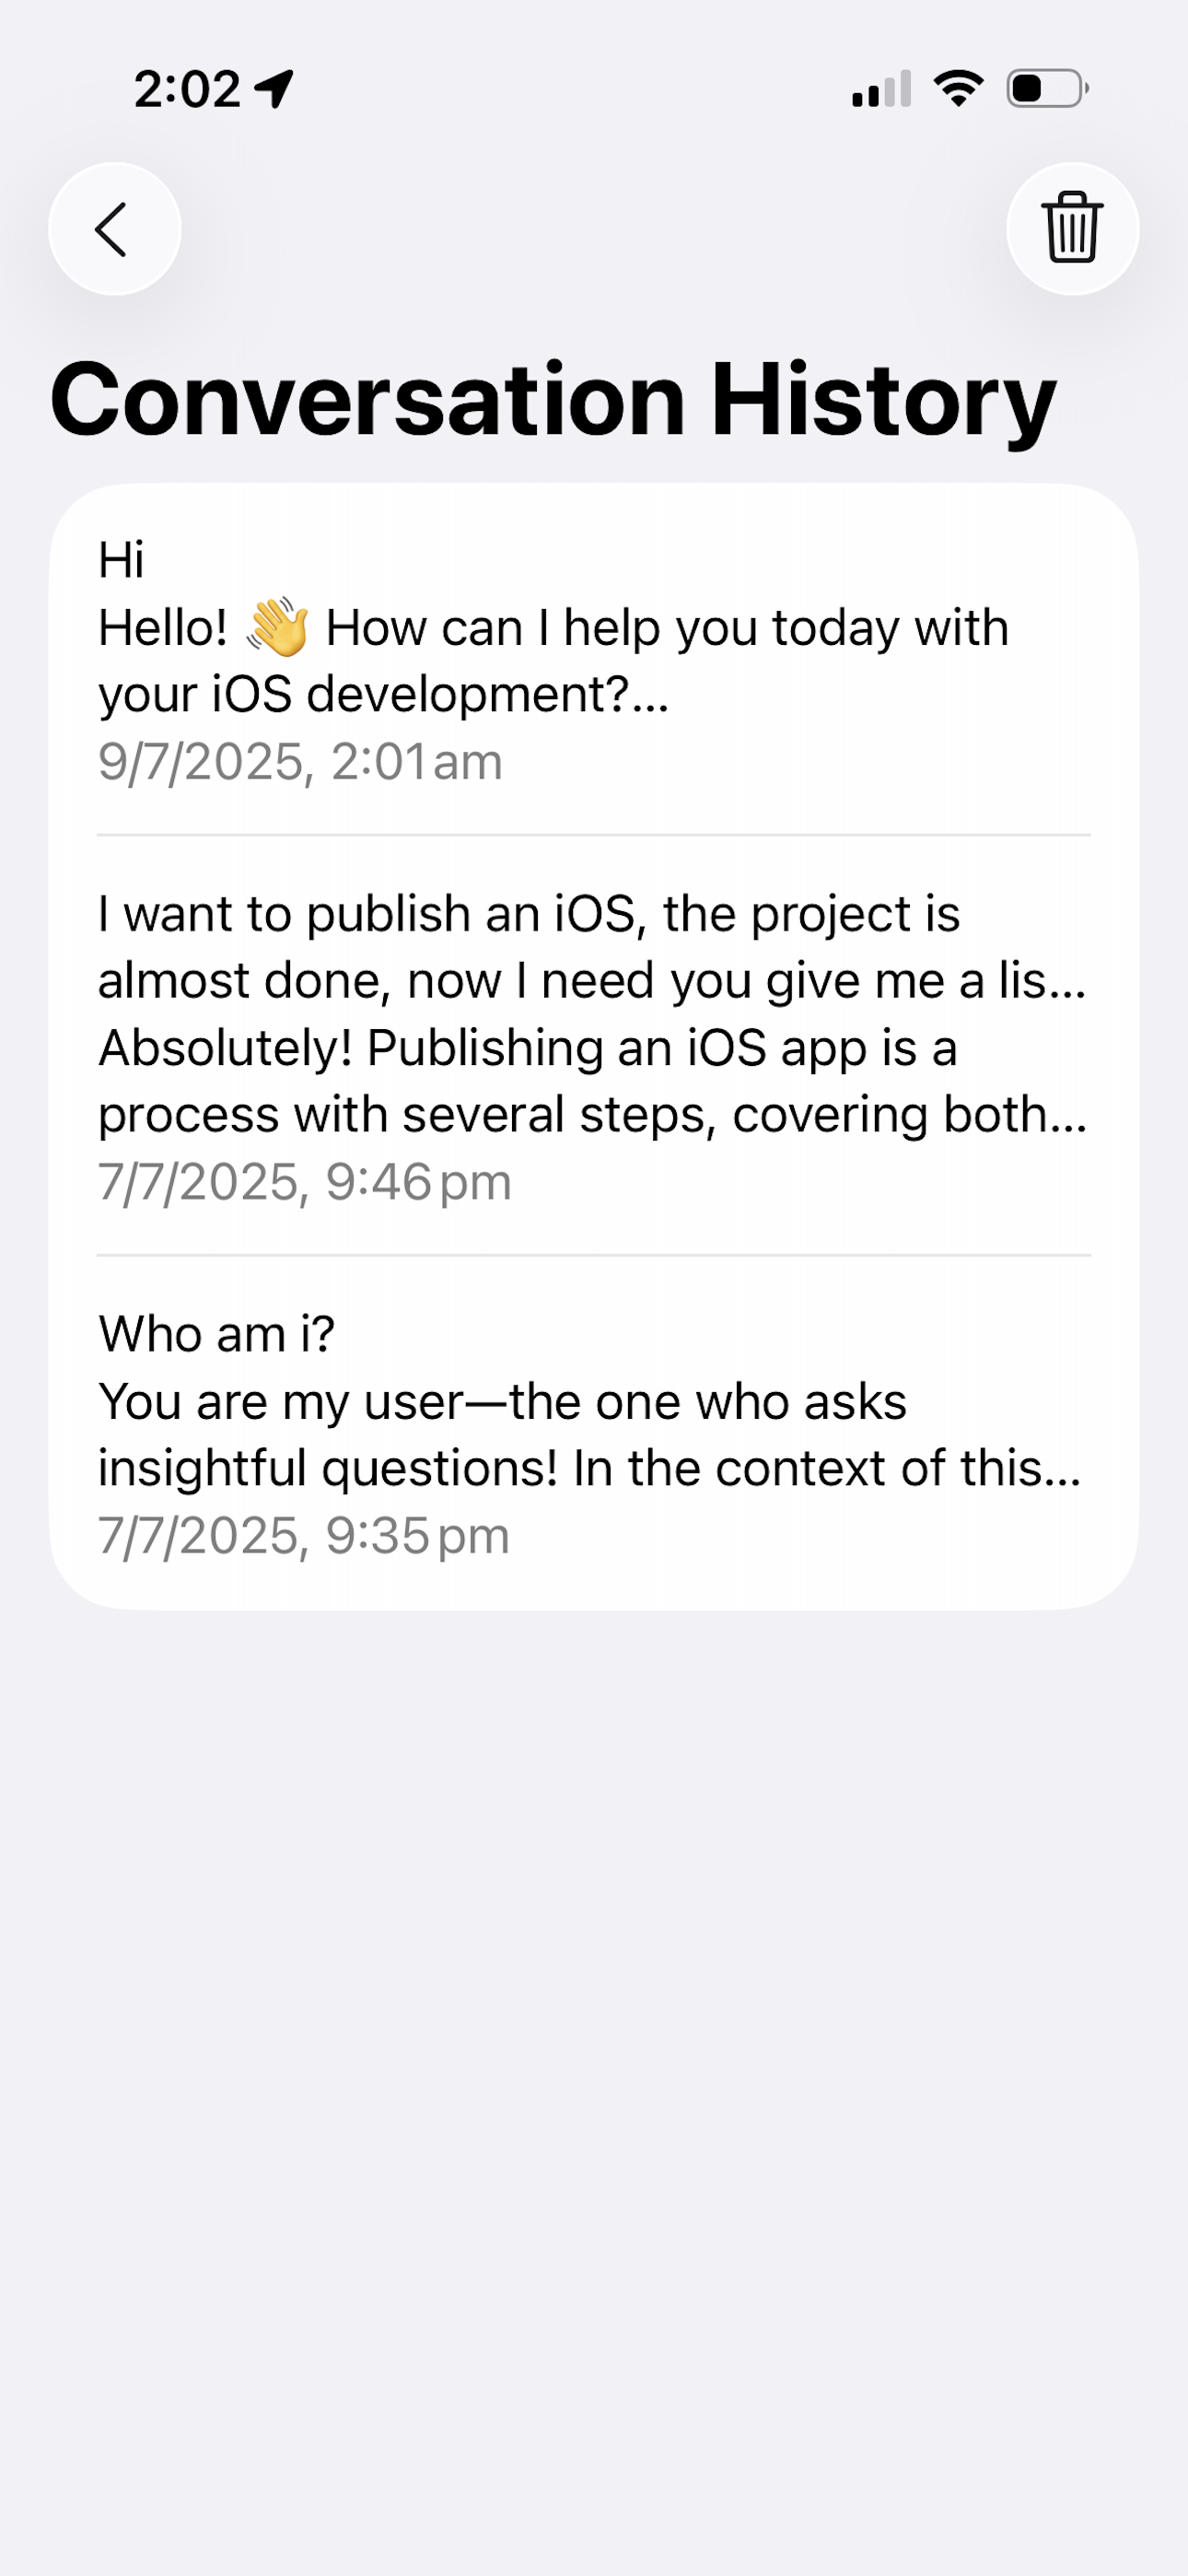 2:02
Conversation History
Hi
Hello! 👋 How can I help you today with
your iOS development?...
9/7/2025, 2:01 am
I want to publish an iOS, the project is
almost done, now I need you give me a lis...
Absolutely! Publishing an iOS app is a
process with several steps, covering both...
7/7/2025, 9:46 pm
Who am i?
You are my user—the one who asks
insightful questions! In the context of this...
7/7/2025, 9:35 pm